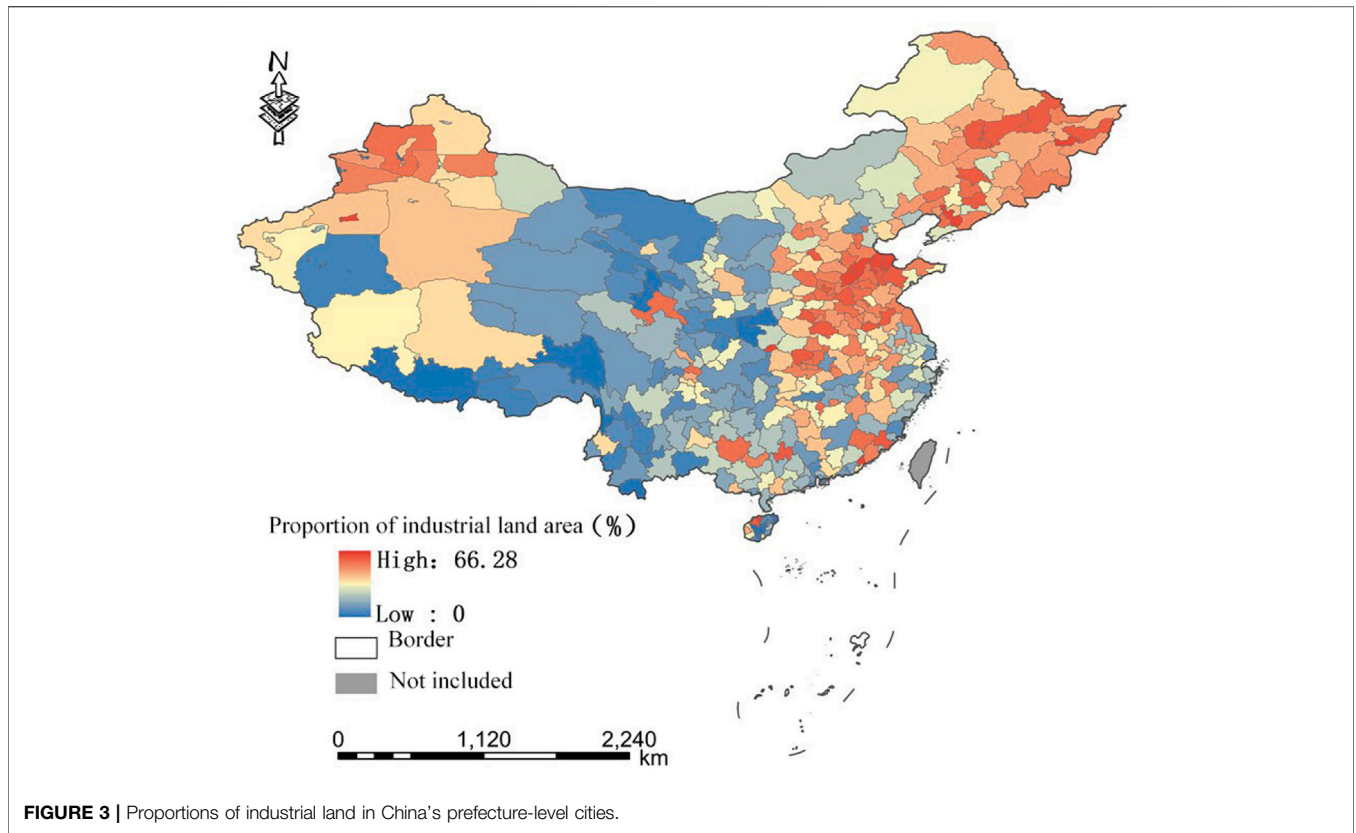 N
Proportion of industrial land area (%)
High: 66.28
Low : 0
Border
Not included
0 1,120 2,240
km
FIGURE 3 | Proportions of industrial land in China's prefecture-level cities.